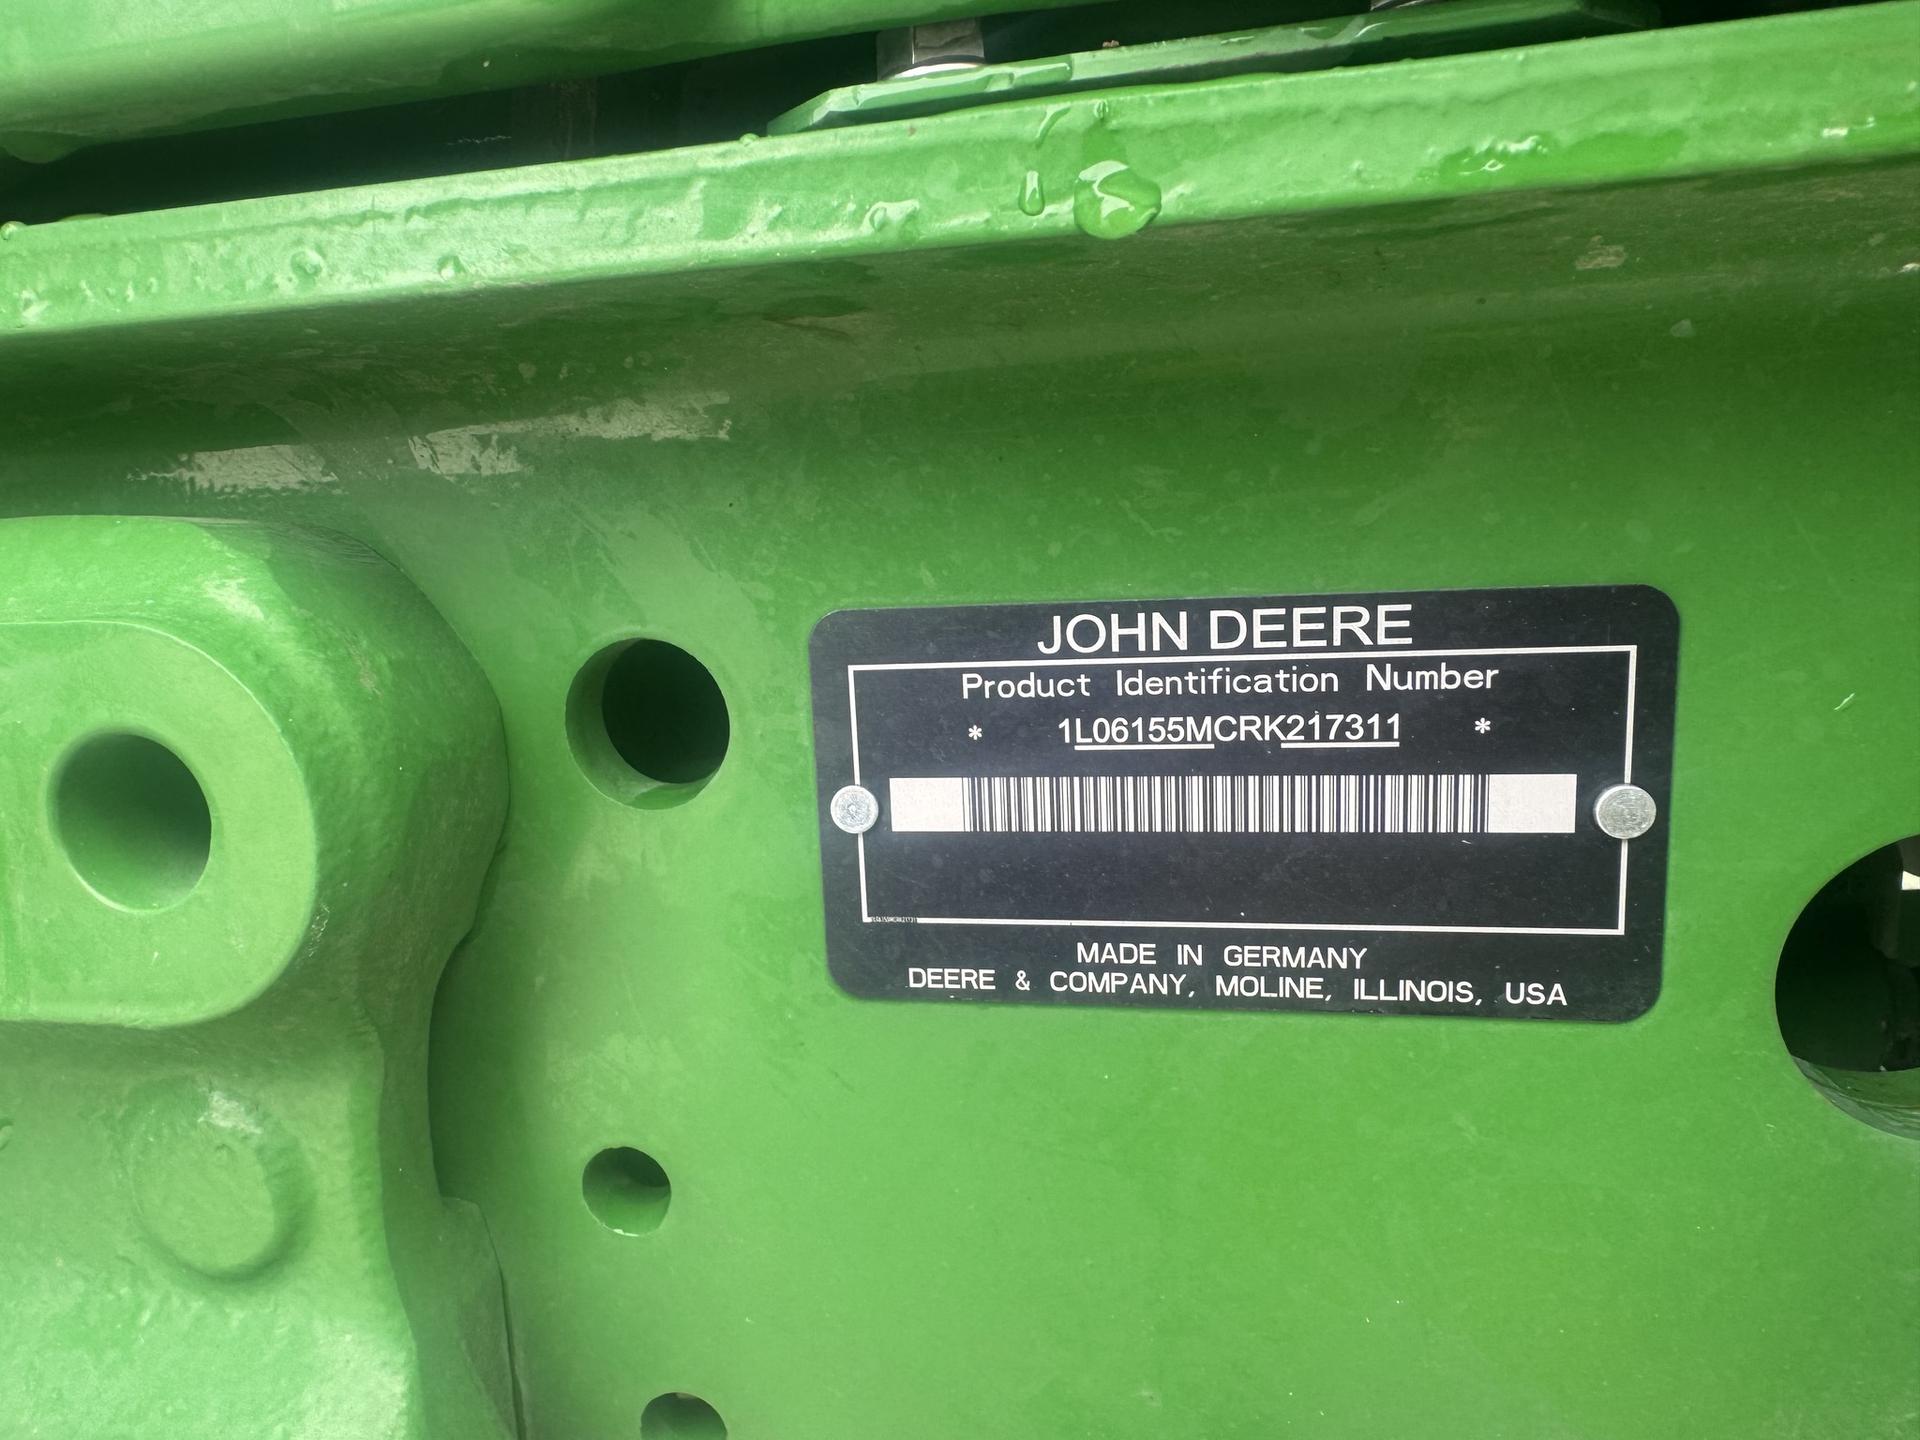 JOHN DEERE
Product Identification Number
* 1L06155MCRK217311 *
MADE IN GERMANY
DEERE & COMPANY, MOLINE, ILLINOIS, USA